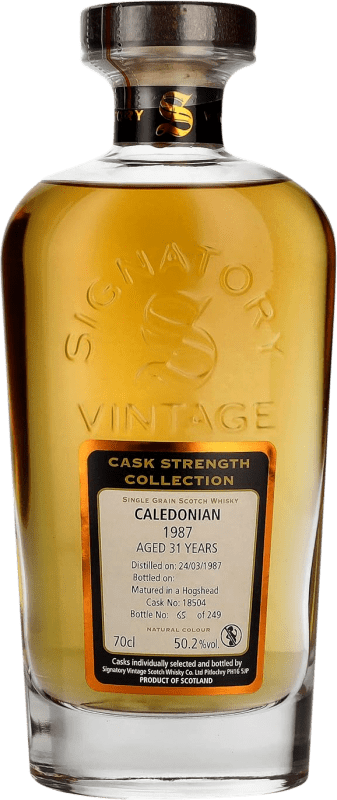 TORY S V
SIGNATORY
S
VINTAGE
CASK STRENGTH
COLLECTION
SINGLE GRAIN SCOTCH WHISKY
CALEDONIAN
1987
AGED 31 YEARS
Distilled on: 24/03/1987
Bottled on:
Matured in a Hogshead
Cask No: 18504
Bottle No: 65 of 249
NATURAL COLOUR
70cl 50.2%vol.
Casks individually selected and bottled by
Signatory Vintage Scotch Whisky Co. Ltd Pitlochry PH16 5JP
PRODUCT OF SCOTLAND